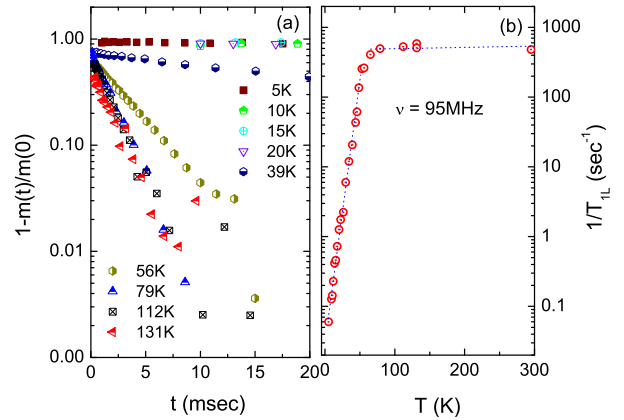 (a)
(b)
1.00
0.10
0.01
0.00
1-m(t)/m(0)
5K
10K
15K
20K
39K
56K
79K
112K
131K
0 5 10 15 20
t (msec)
ν = 95MHz
1000
100
10
1
0.1
1/T1L (sec-1)
0 100 200 300
T (K)